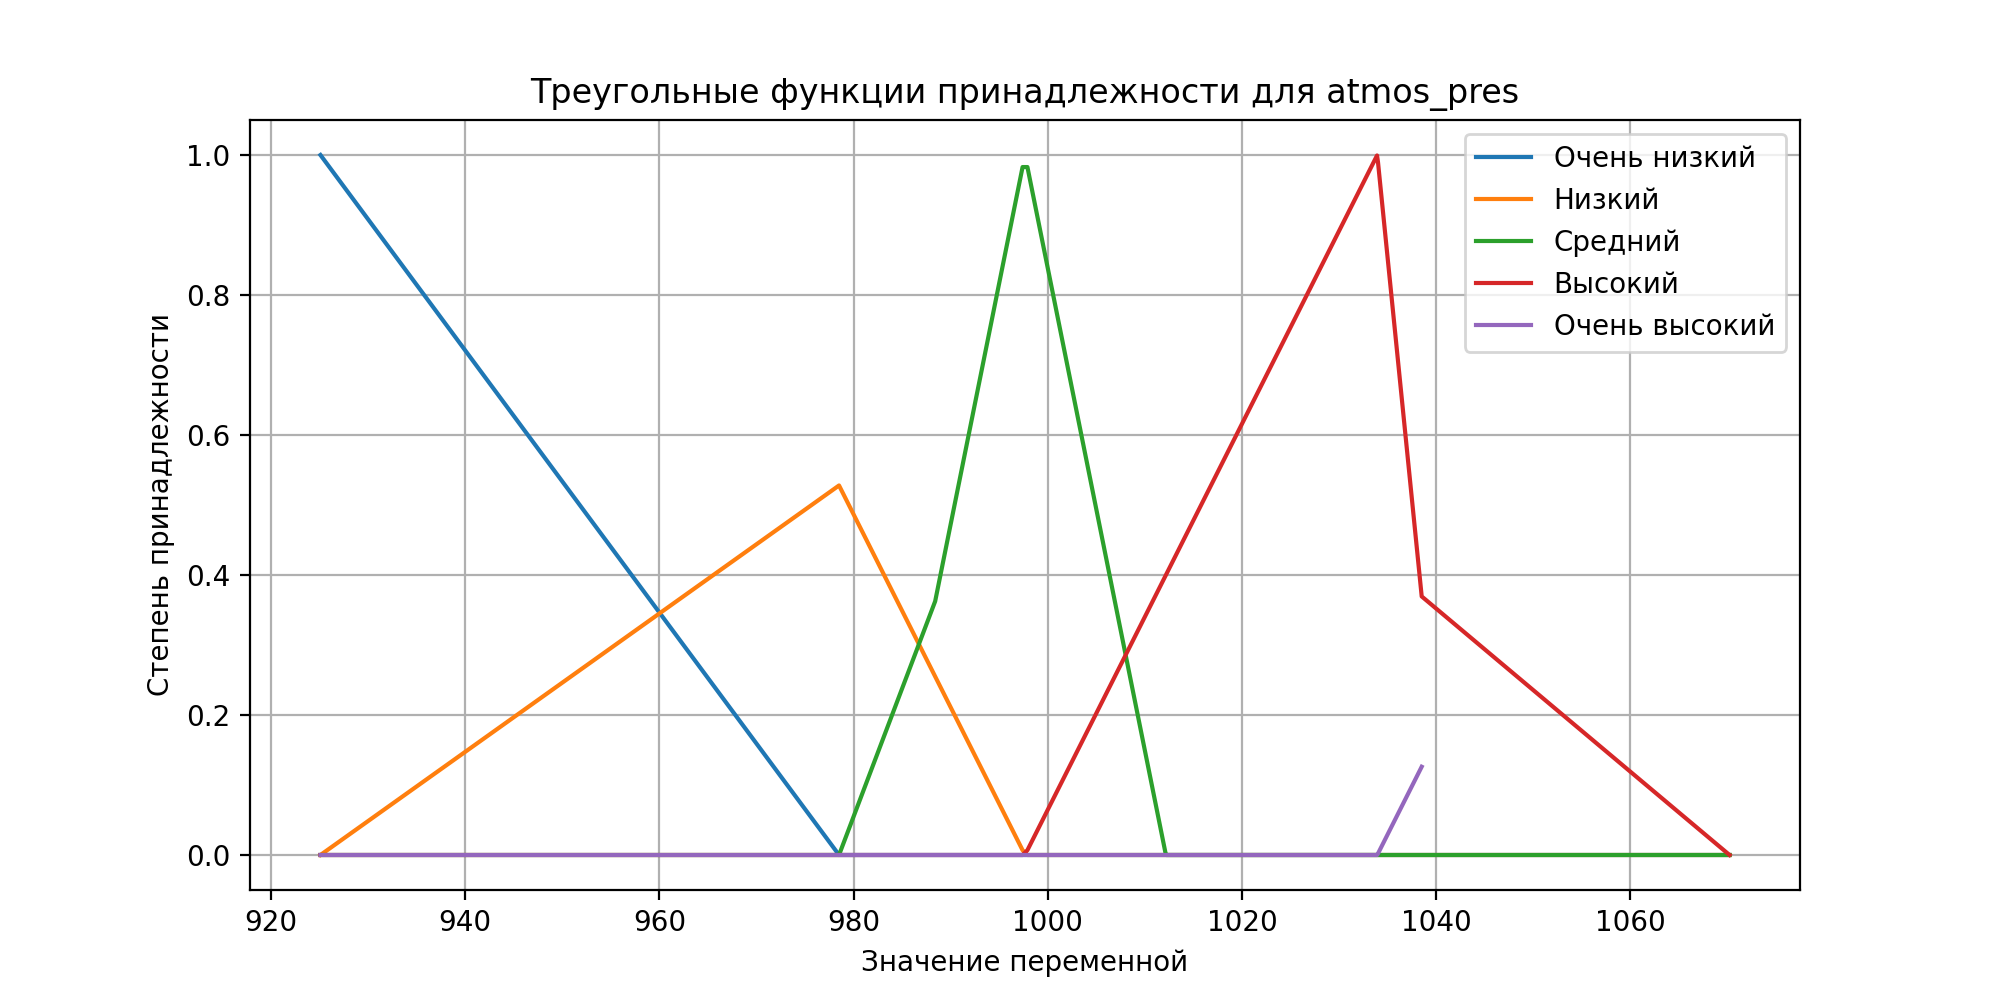 Треугольные функции принадлежности для atmos_pres
Степень принадлежности
1.0
0.8
0.6
0.4
0.2
0.0
Очень низкий
Низкий
Средний
Высокий
Очень высокий
920 940 960 980 1000 1020 1040 1060
Значение переменной